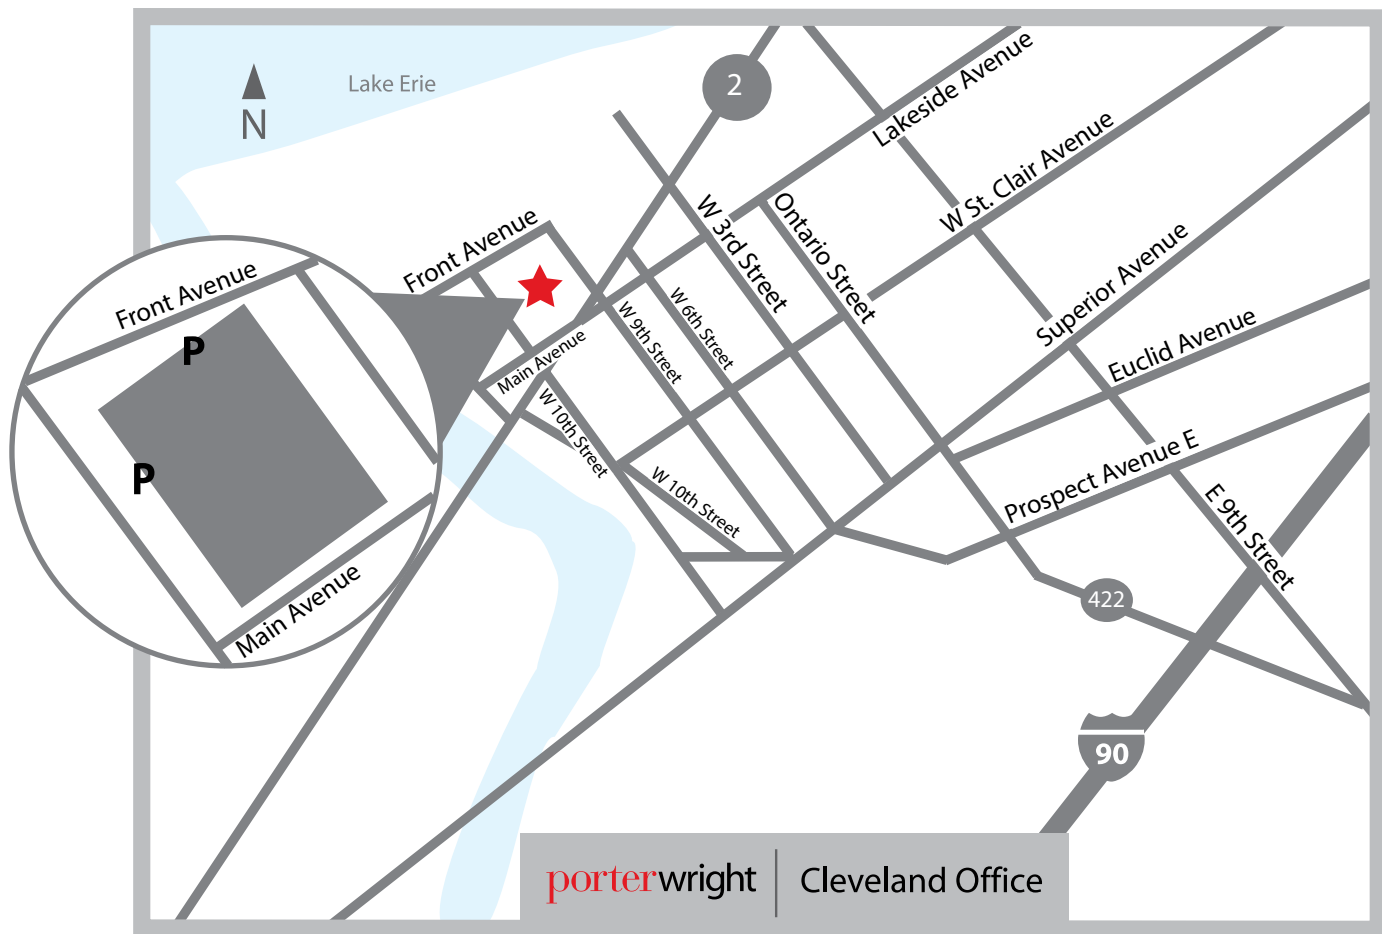 2
Lake Erie
N
Lakeside Avenue
W St. Clair Avenue
W 3rd Street
Ontario Street
Front Avenue
Superior Avenue
Front Avenue
W 6th Street
W 9th Street
Euclid Avenue
P
Main Avenue
W 10th Street
Prospect Avenue E
P
W 10th Street
E 9th Street
Main Avenue
422
90
porterwright | Cleveland Office